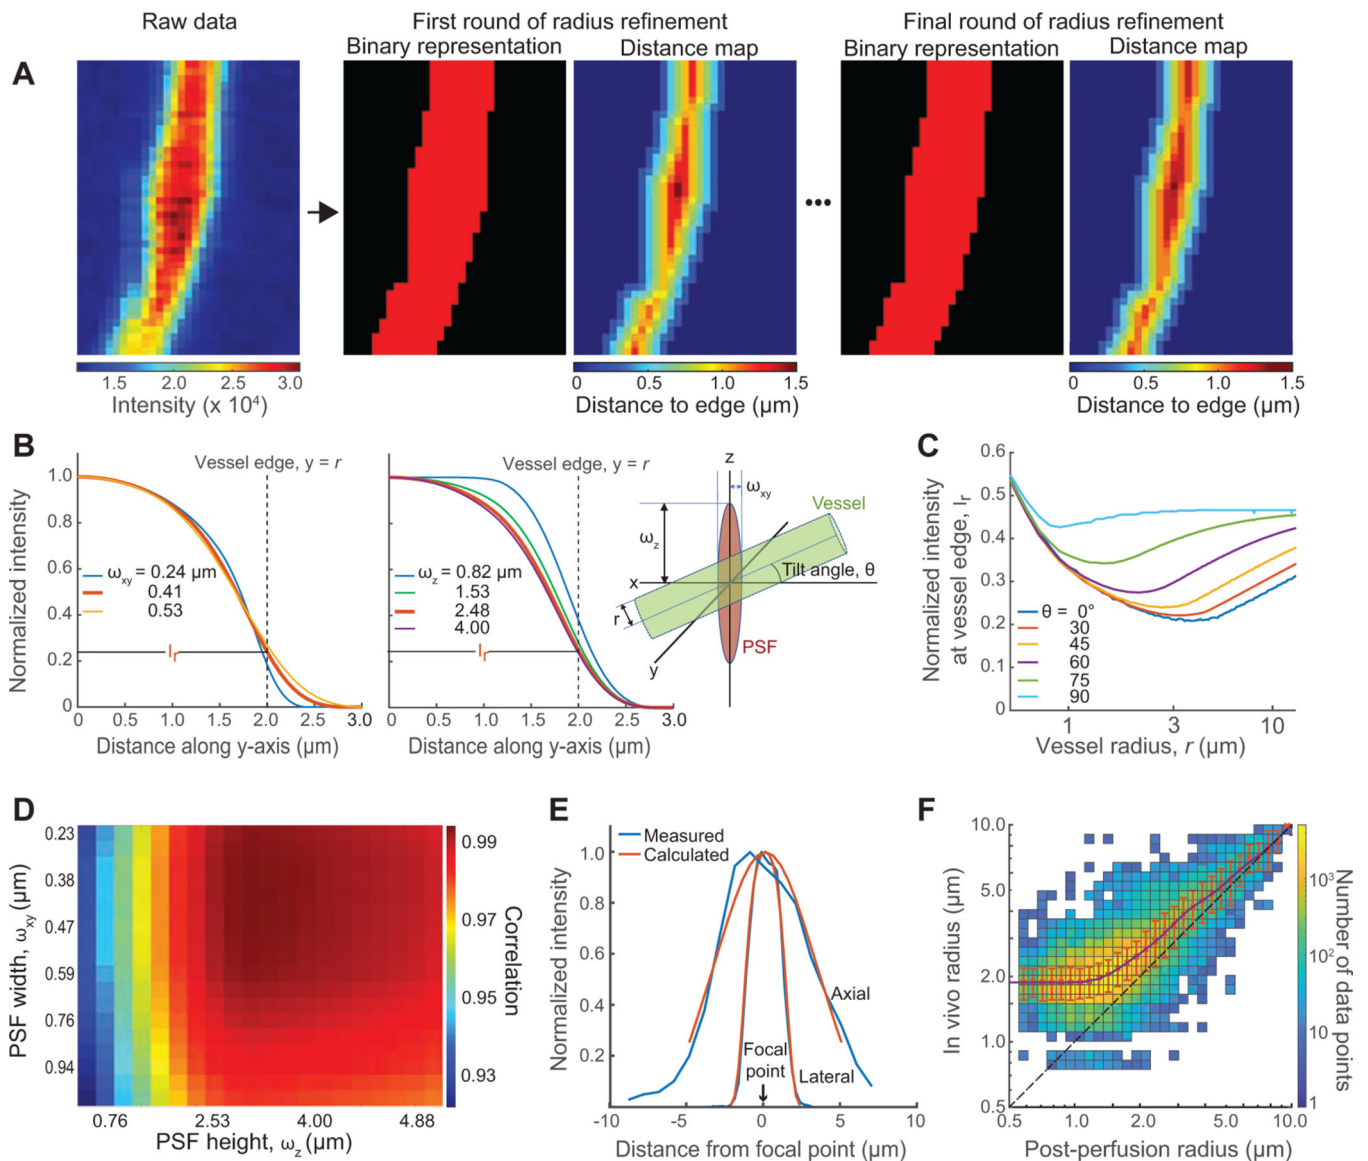 Raw data
First round of radius refinement
Final round of radius refinement
Binary representation
Distance map
Binary representation
Distance map
A
1.5 2.0 2.5 3.0
Intensity (x 10⁴)
0 0.5 1.0 1.5
Distance to edge (µm)
•••
0 0.5 1.0 1.5
Distance to edge (µm)
B
Vessel edge, y = r
Normalized intensity
1.0
0.8
0.6
0.4
0.2
0
ω_xy = 0.24 µm
0.41
0.53
I_r
0 0.5 1.0 1.5 2.0 2.5 3.0
Distance along y-axis (µm)
Vessel edge, y = r
ω_z = 0.82 µm
1.53
2.48
4.00
I_r
0 0.5 1.0 1.5 2.0 2.5 3.0
Distance along y-axis (µm)
z
ω_xy
Vessel
ω_z
x
Tilt angle, θ
r
PSF
y
C
Normalized intensity
at vessel edge, I_r
0.6
0.5
0.4
0.3
0.2
0.1
0
θ = 0°
30
45
60
75
90
1 3 10
Vessel radius, r (µm)
D
PSF width, ω_xy (µm)
0.23
0.38
0.47
0.59
0.76
0.94
0.76 2.53 4.00 4.88
PSF height, ω_z (µm)
0.99
0.97
0.95
0.93
Correlation
E
Measured
Calculated
Normalized intensity
1.0
0.8
0.6
0.4
0.2
Axial
Focal
point
Lateral
-10 -5 0 5 10
Distance from focal point (µm)
F
In vivo radius (µm)
10.0
5.0
2.0
1.0
0.5
0.5 1.0 2.0 5.0 10.0
Post-perfusion radius (µm)
10³
10²
10
1
Number of data points